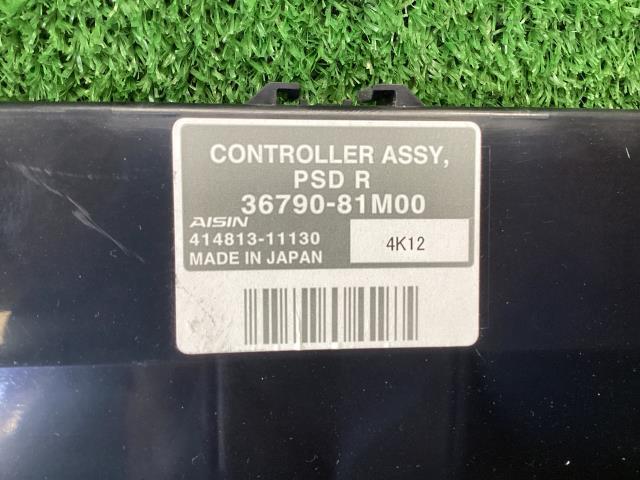 CONTROLLER ASSY,
PSD R
36790-81M00
AISIN
414813-11130
MADE IN JAPAN
4K12